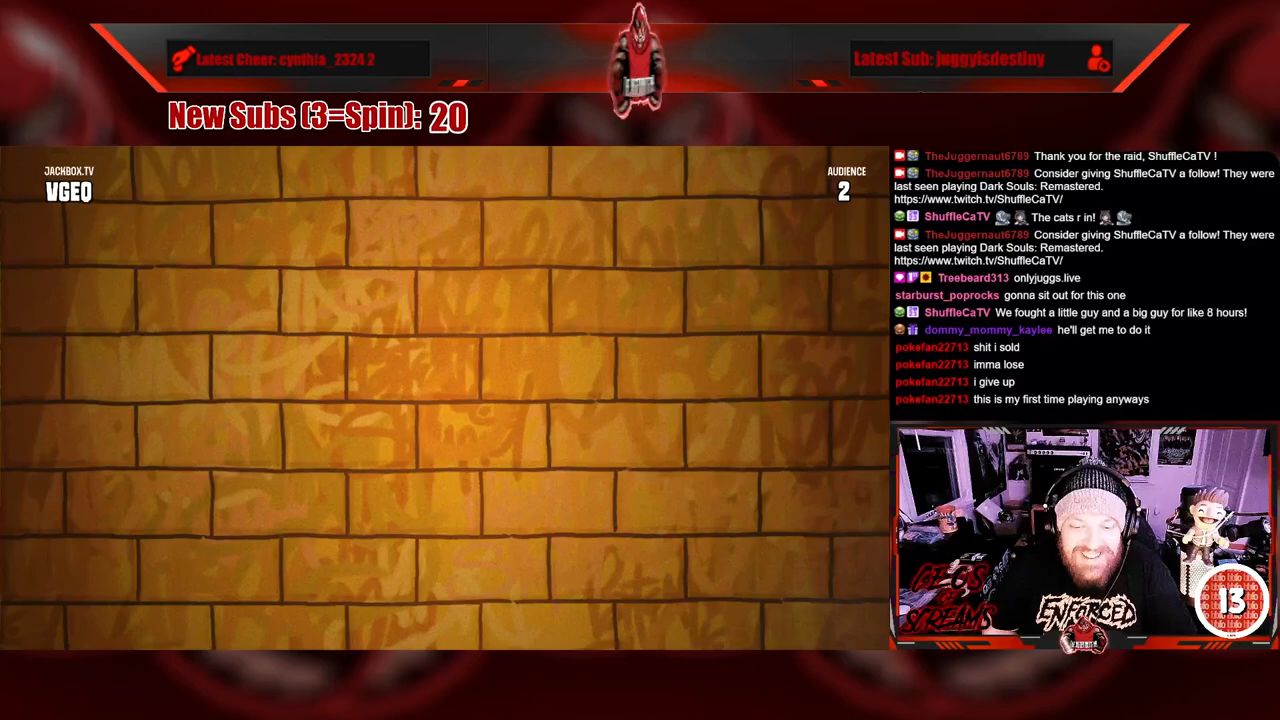 Latest Cheer: cynthia_2324 2
Latest Sub: juggyisdestiny
New Subs (3=Spin): 20
JACKBOX.TV
VGEQ
AUDIENCE
2
TheJuggernaut6789 Thank you for the raid, ShuffleCaTV !
TheJuggernaut6789 Consider giving ShuffleCaTV a follow! They were
last seen playing Dark Souls: Remastered.
https://www.twitch.tv/ShuffleCaTV/
ShuffleCaTV The cats r in!
TheJuggernaut6789 Consider giving ShuffleCaTV a follow! They were
last seen playing Dark Souls: Remastered.
https://www.twitch.tv/ShuffleCaTV/
Treebeard313 onlyjuggs.live
starburst_poprocks gonna sit out for this one
ShuffleCaTV We fought a little guy and a big guy for like 8 hours!
dommy_mommy_kaylee he'll get me to do it
pokefan22713 shit i sold
pokefan22713 imma lose
pokefan22713 i give up
pokefan22713 this is my first time playing anyways
SCREAMS
ENFORCED
13